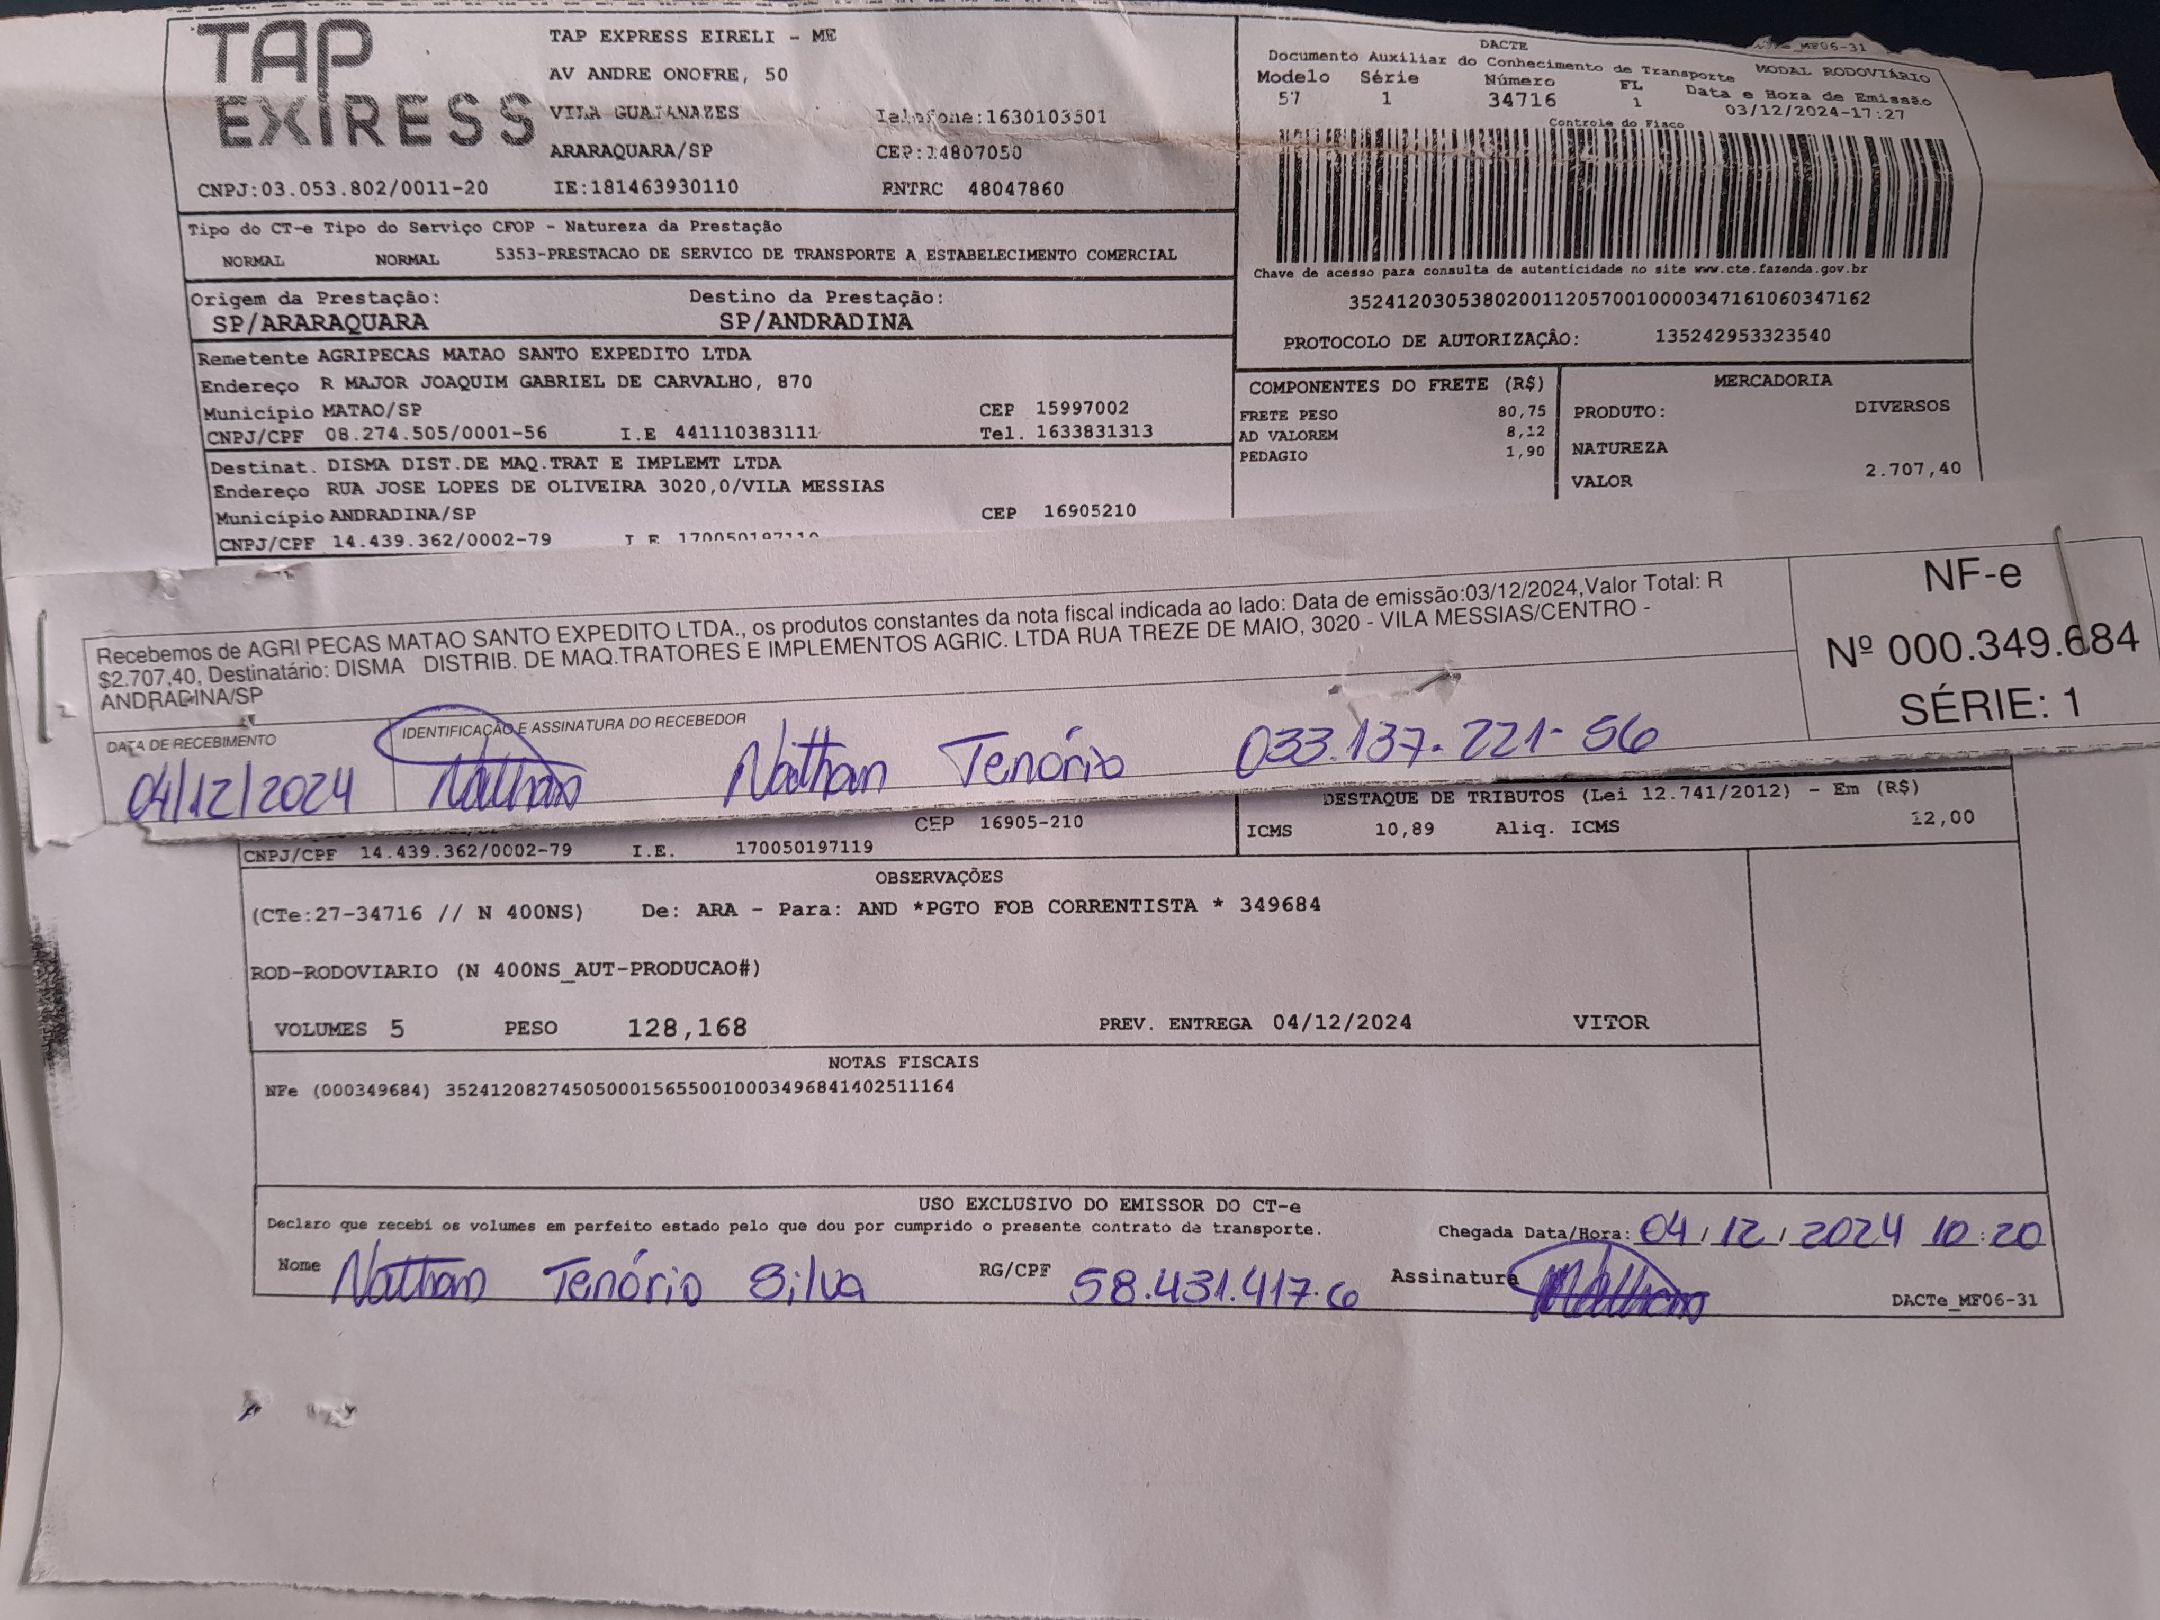 TAP
EXPRESS
TAP EXPRESS EIRELI - ME
AV ANDRE ONOFRE, 50
VILA GUAIANAZES
Telefone:1630103501
ARARAQUARA/SP
CEP:14807050
CNPJ:03.053.802/0011-20 IE:181463930110 RNTRC 48047860
DACTE
Documento Auxiliar do Conhecimento de Transporte MODAL RODOVIÁRIO
Modelo Série Número FL Data e Hora de Emissão
57 1 34716 1 03/12/2024-17:27
Controle do Fisco
Chave de acesso para consulta de autenticidade no site www.cte.fazenda.gov.br
35241203053802001120570010000347161060347162
PROTOCOLO DE AUTORIZAÇÃO: 135242953323540
Tipo do CT-e Tipo do Serviço CFOP - Natureza da Prestação
NORMAL NORMAL 5353-PRESTACAO DE SERVICO DE TRANSPORTE A ESTABELECIMENTO COMERCIAL
Origem da Prestação: Destino da Prestação:
SP/ARARAQUARA SP/ANDRADINA
Remetente AGRIPECAS MATAO SANTO EXPEDITO LTDA
Endereço R MAJOR JOAQUIM GABRIEL DE CARVALHO, 870
Município MATAO/SP CEP 15997002
CNPJ/CPF 08.274.505/0001-56 I.E 441110383111 Tel. 1633831313
Destinat. DISMA DIST.DE MAQ.TRAT E IMPLEMT LTDA
Endereço RUA JOSE LOPES DE OLIVEIRA 3020,0/VILA MESSIAS
Município ANDRADINA/SP CEP 16905210
CNPJ/CPF 14.439.362/0002-79 I E 170050197119
COMPONENTES DO FRETE (R$)
FRETE PESO 80,75
AD VALOREM 8,12
PEDAGIO 1,90
MERCADORIA
PRODUTO: DIVERSOS
NATUREZA
VALOR 2.707,40
Recebemos de AGRI PECAS MATAO SANTO EXPEDITO LTDA., os produtos constantes da nota fiscal indicada ao lado: Data de emissão:03/12/2024,Valor Total: R
$2.707,40, Destinatário: DISMA DISTRIB. DE MAQ.TRATORES E IMPLEMENTOS AGRIC. LTDA RUA TREZE DE MAIO, 3020 - VILA MESSIAS/CENTRO -
ANDRADINA/SP
DATA DE RECEBIMENTO IDENTIFICAÇÃO E ASSINATURA DO RECEBEDOR
04/12/2024 Nathan Nathan Tenório 033.137.221-56
NF-e
Nº 000.349.684
SÉRIE: 1
DESTAQUE DE TRIBUTOS (Lei 12.741/2012) - Em (R$)
CEP 16905-210 ICMS 10,89 Aliq. ICMS 12,00
CNPJ/CPF 14.439.362/0002-79 I.E. 170050197119
OBSERVAÇÕES
(CTe:27-34716 // N 400NS) De: ARA - Para: AND *PGTO FOB CORRENTISTA * 349684
ROD-RODOVIARIO (N 400NS_AUT-PRODUCAO#)
VOLUMES 5 PESO 128,168 PREV. ENTREGA 04/12/2024 VITOR
NOTAS FISCAIS
NFe (000349684) 35241208274505000156550010003496841402511164
USO EXCLUSIVO DO EMISSOR DO CT-e
Declaro que recebi os volumes em perfeito estado pelo que dou por cumprido o presente contrato de transporte. Chegada Data/Hora: 04/12/2024 10:20
Nome Nathan Tenório Silva RG/CPF 58.431.417.6 Assinatura Nathan
DACTe_MF06-31